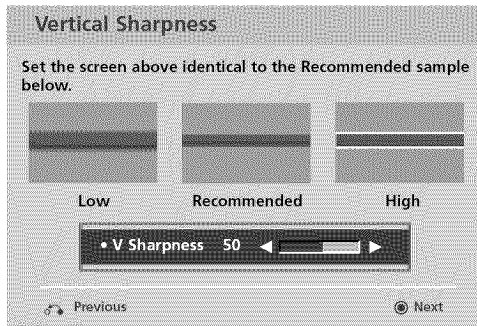 Vertical Sharpness
Set the screen above identical to the Recommended sample
below.
Low Recommended High
• V Sharpness 50 ◀ ▶
Previous Next